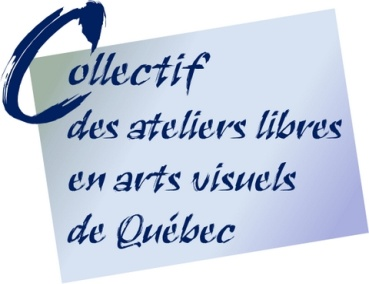 Collectif
des ateliers libres
en arts visuels
de Québec